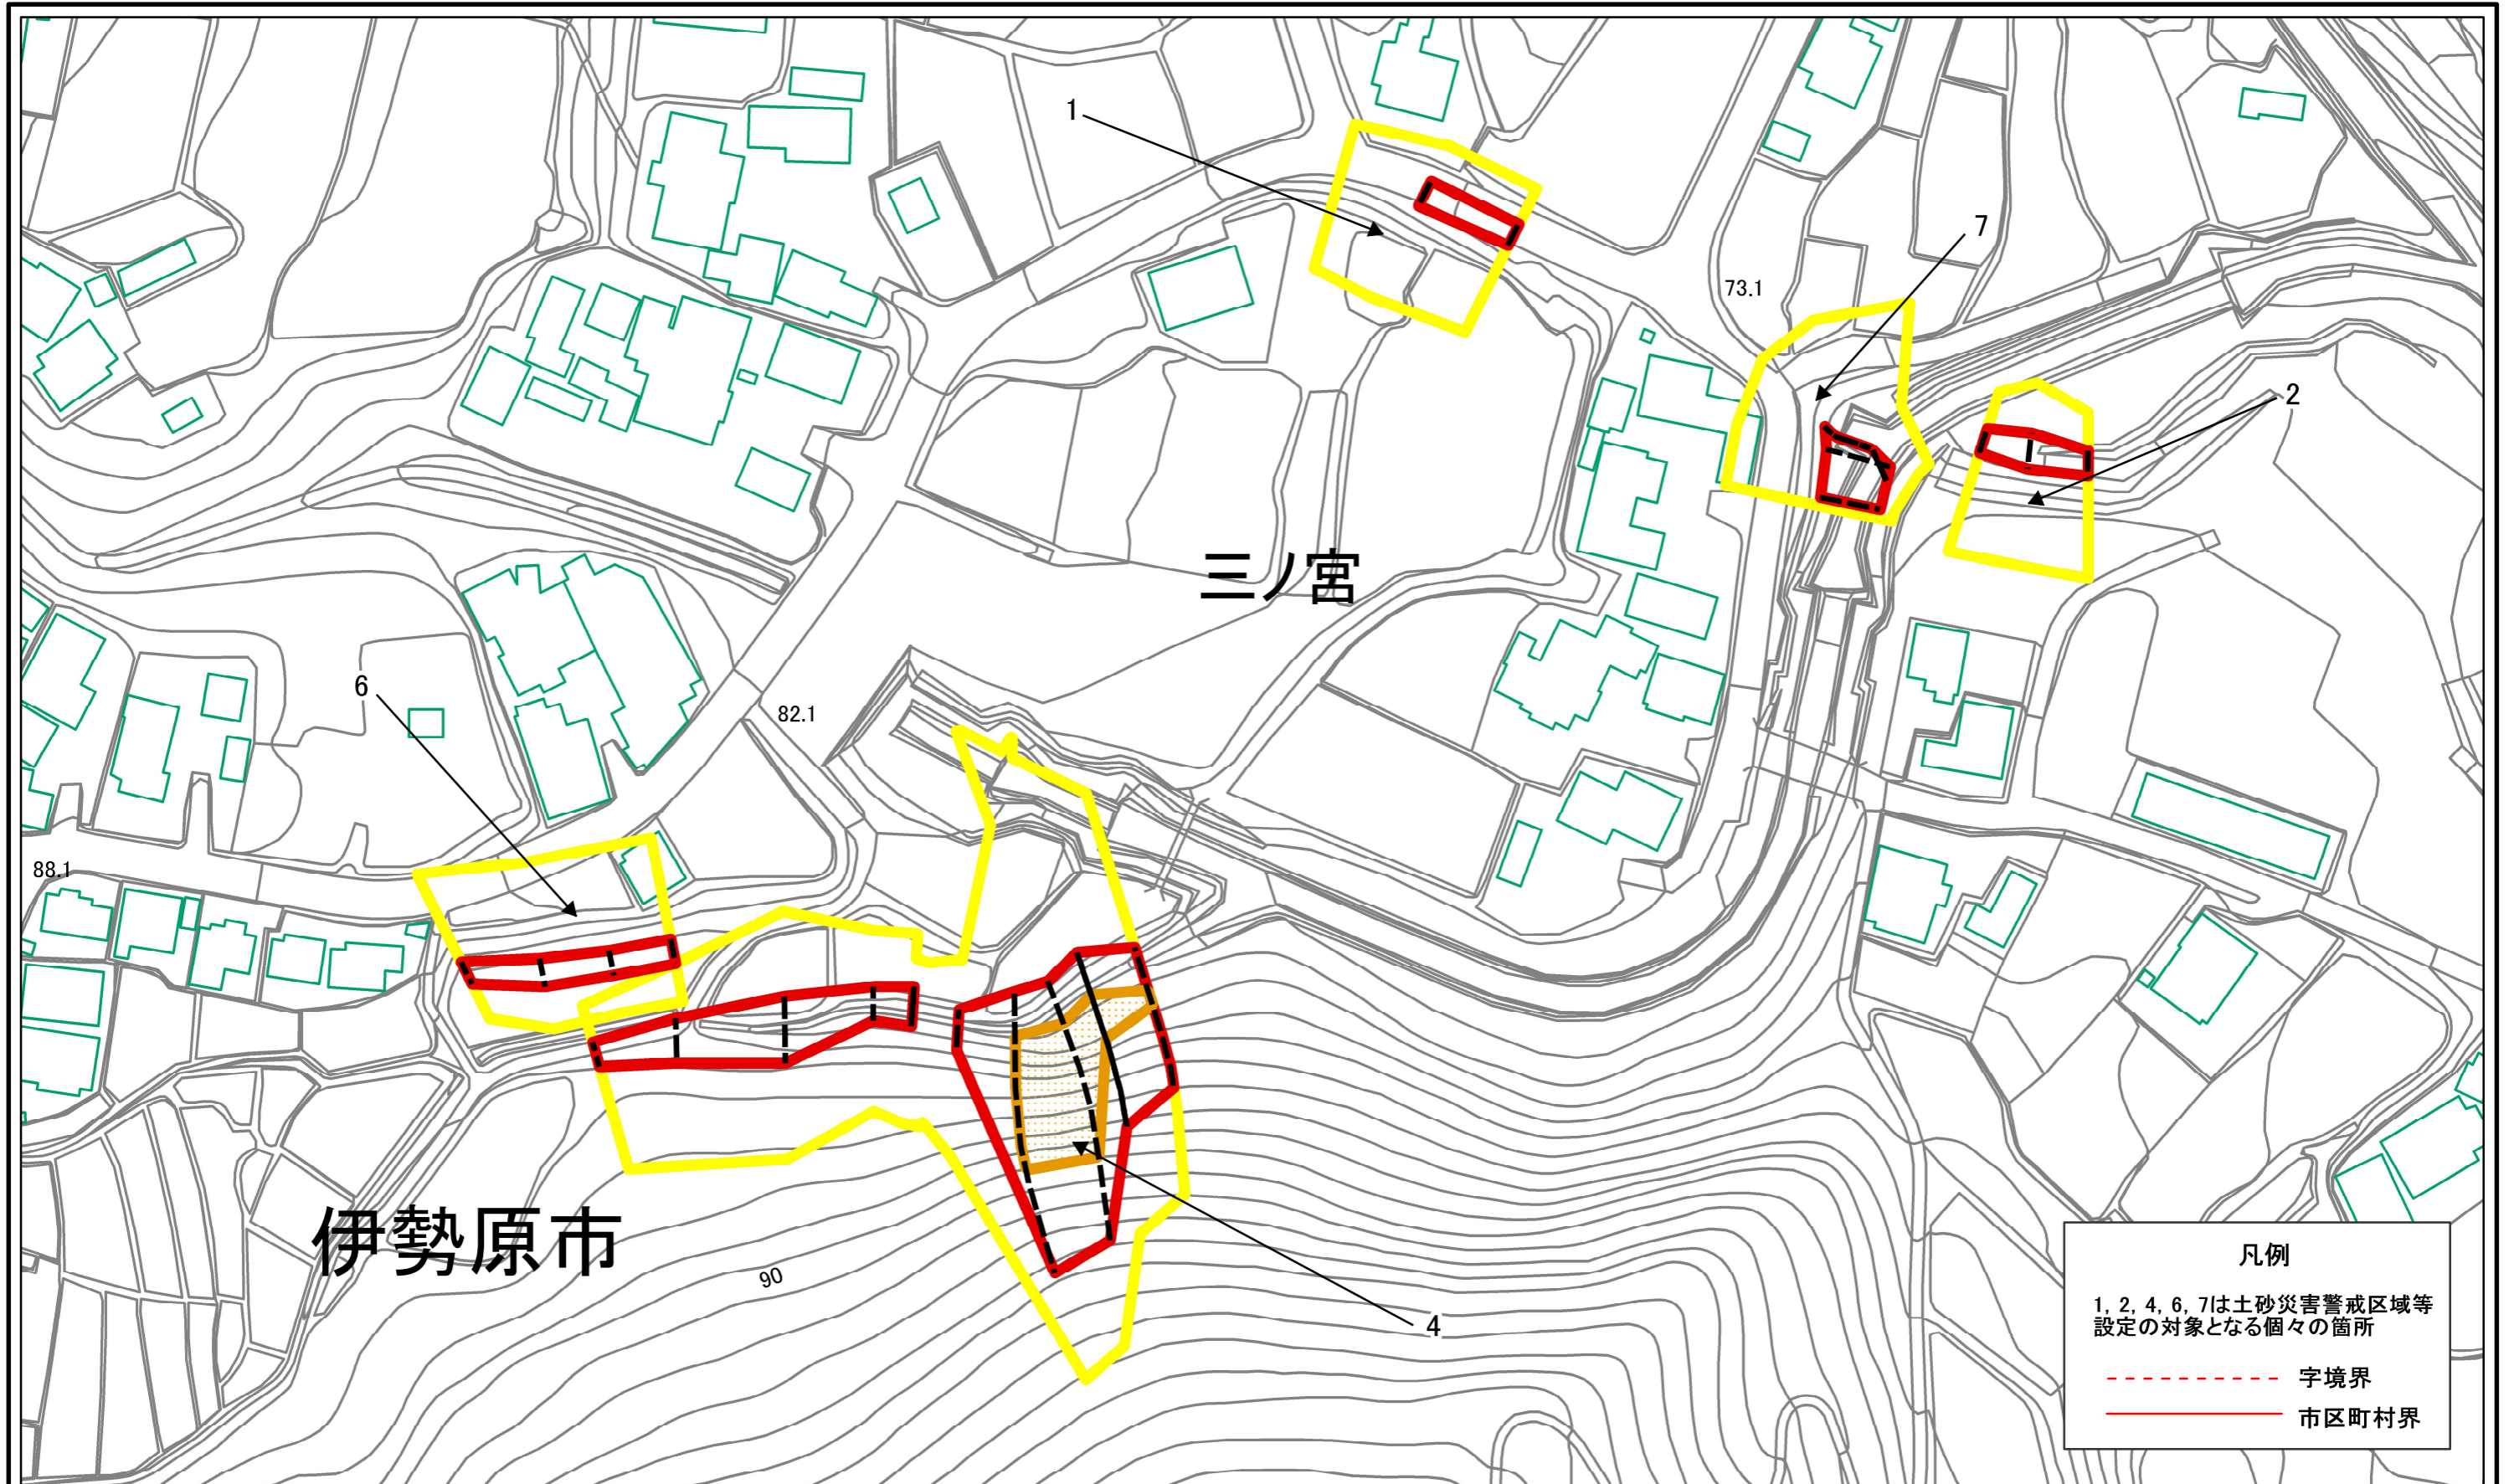 1
7
73.1
2
三ノ宮
6
82.1
88.1
伊勢原市
90
4
凡例
1, 2, 4, 6, 7は土砂災害警戒区域等
設定の対象となる個々の箇所
字境界
市区町村界